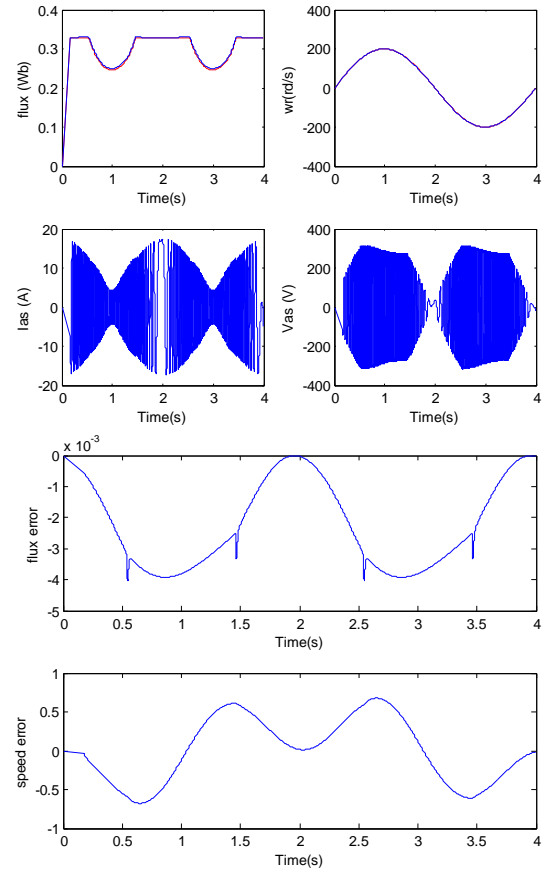 0.4
0.3
0.2
0.1
0
flux (Wb)
0 1 2 3 4
Time(s)
400
200
0
-200
-400
wr(rd/s)
0 1 2 3 4
Time(s)
20
10
0
-10
-20
Ias (A)
0 1 2 3 4
Time(s)
400
200
0
-200
-400
Vas (V)
0 1 2 3 4
Time(s)
x 10-3
0
-1
-2
-3
-4
-5
flux error
0 0.5 1 1.5 2 2.5 3 3.5 4
Time(s)
1
0.5
0
-0.5
-1
speed error
0 0.5 1 1.5 2 2.5 3 3.5 4
Time(s)